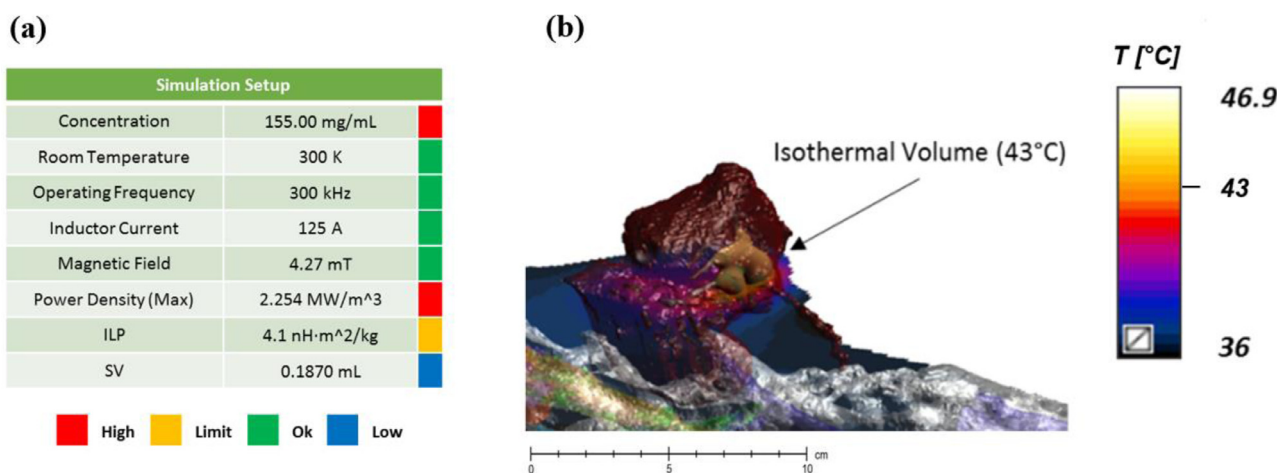 (a)
Simulation Setup
Concentration 155.00 mg/mL
Room Temperature 300 K
Operating Frequency 300 kHz
Inductor Current 125 A
Magnetic Field 4.27 mT
Power Density (Max) 2.254 MW/m^3
ILP 4.1 nH·m^2/kg
SV 0.1870 mL
High Limit Ok Low
(b)
Isothermal Volume (43°C)
T [°C]
46.9
43
36
0 5 10 cm